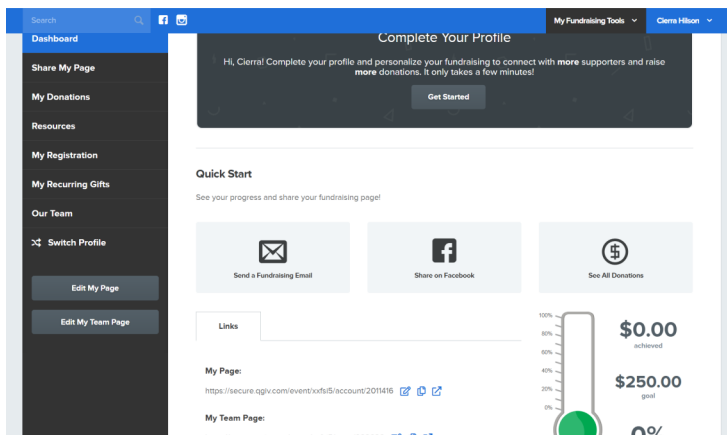 Search
My Fundraising Tools
Cierra Hilson
Dashboard
Share My Page
My Donations
Resources
My Registration
My Recurring Gifts
Our Team
Switch Profile
Edit My Page
Edit My Team Page
Complete Your Profile
Hi, Cierra! Complete your profile and personalize your fundraising to connect with more supporters and raise
more donations. It only takes a few minutes!
Get Started
Quick Start
See your progress and share your fundraising page!
Send a Fundraising Email
Share on Facebook
See All Donations
Links
My Page:
https://secure.qgiv.com/event/xxfsi5/account/2011416
My Team Page:
100%
80%
60%
40%
20%
0%
$0.00
achieved
$250.00
goal
0%